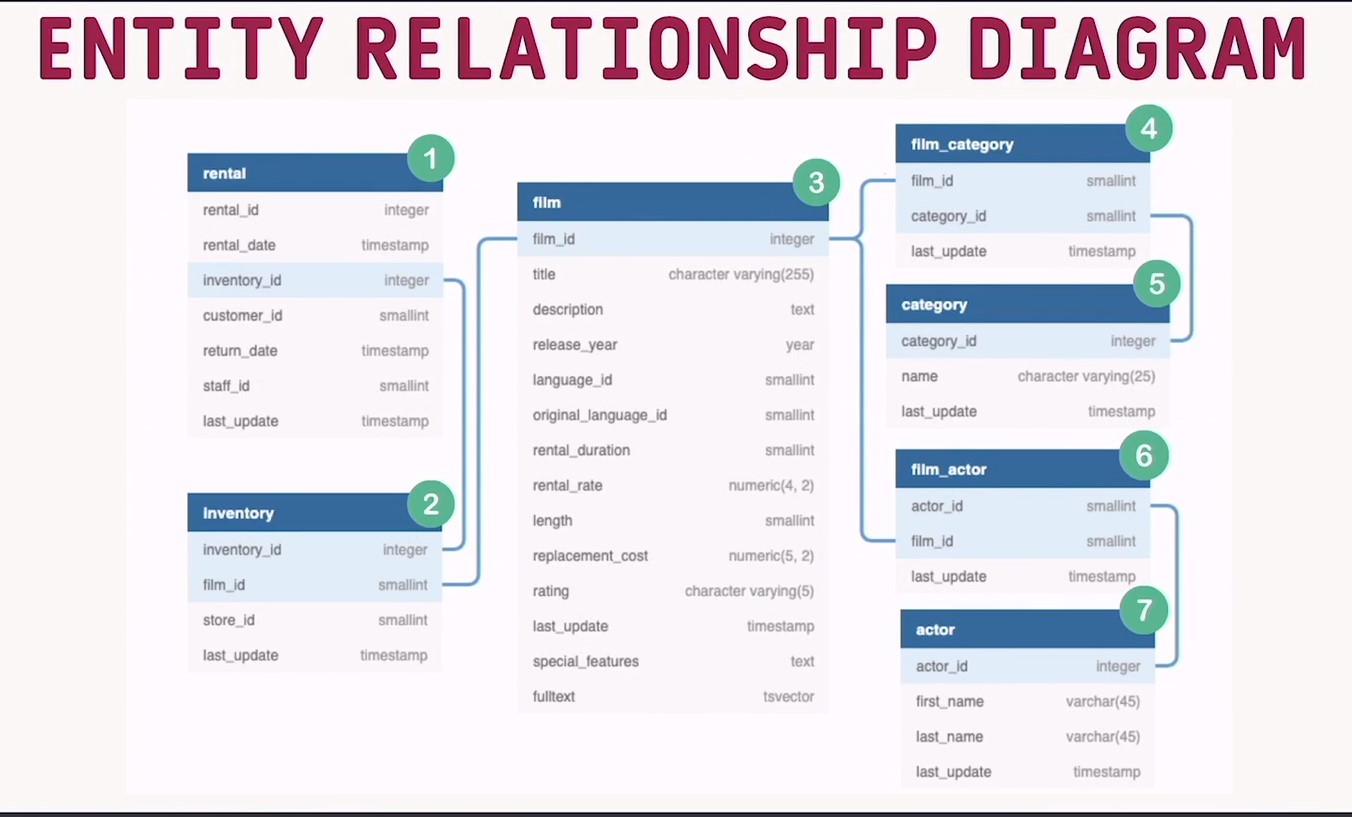 ENTITY RELATIONSHIP DIAGRAM
1
rental
rental_id integer
rental_date timestamp
inventory_id integer
customer_id smallint
return_date timestamp
staff_id smallint
last_update timestamp
2
inventory
inventory_id integer
film_id smallint
store_id smallint
last_update timestamp
3
film
film_id integer
title character varying(255)
description text
release_year year
language_id smallint
original_language_id smallint
rental_duration smallint
rental_rate numeric(4, 2)
length smallint
replacement_cost numeric(5, 2)
rating character varying(5)
last_update timestamp
special_features text
fulltext tsvector
4
film_category
film_id smallint
category_id smallint
last_update timestamp
5
category
category_id integer
name character varying(25)
last_update timestamp
6
film_actor
actor_id smallint
film_id smallint
last_update timestamp
7
actor
actor_id integer
first_name varchar(45)
last_name varchar(45)
last_update timestamp